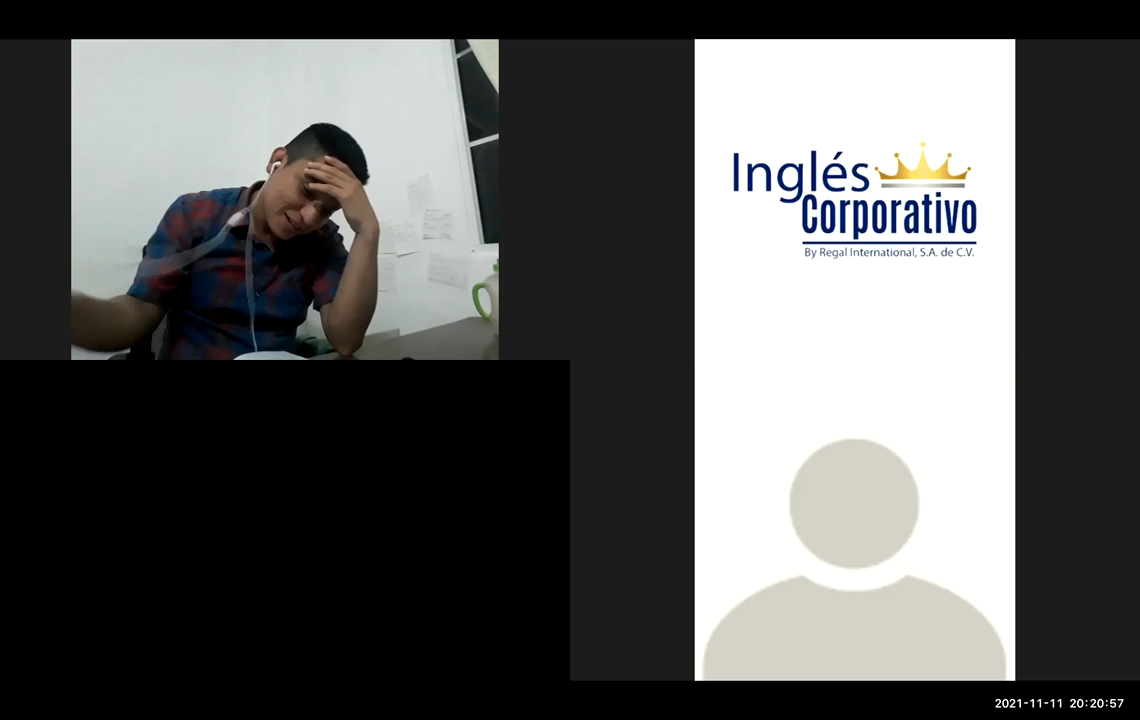 Inglés
Corporativo
By Regal International, S.A. de C.V.
2021-11-11 20:20:57